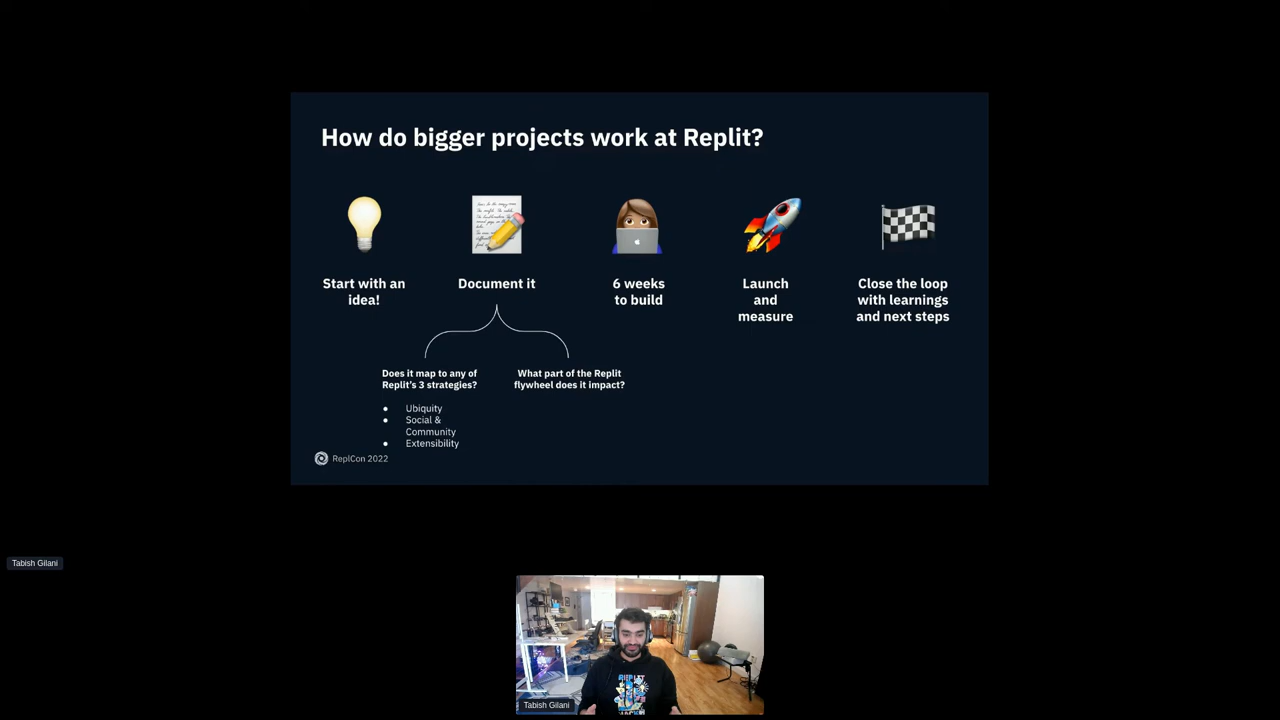 How do bigger projects work at Replit?
Start with an
idea!
Document it
6 weeks
to build
Launch
and
measure
Close the loop
with learnings
and next steps
Does it map to any of
Replit's 3 strategies?
What part of the Replit
flywheel does it impact?
● Ubiquity
● Social &
Community
● Extensibility
ReplCon 2022
Tabish Gilani
Tabish Gilani